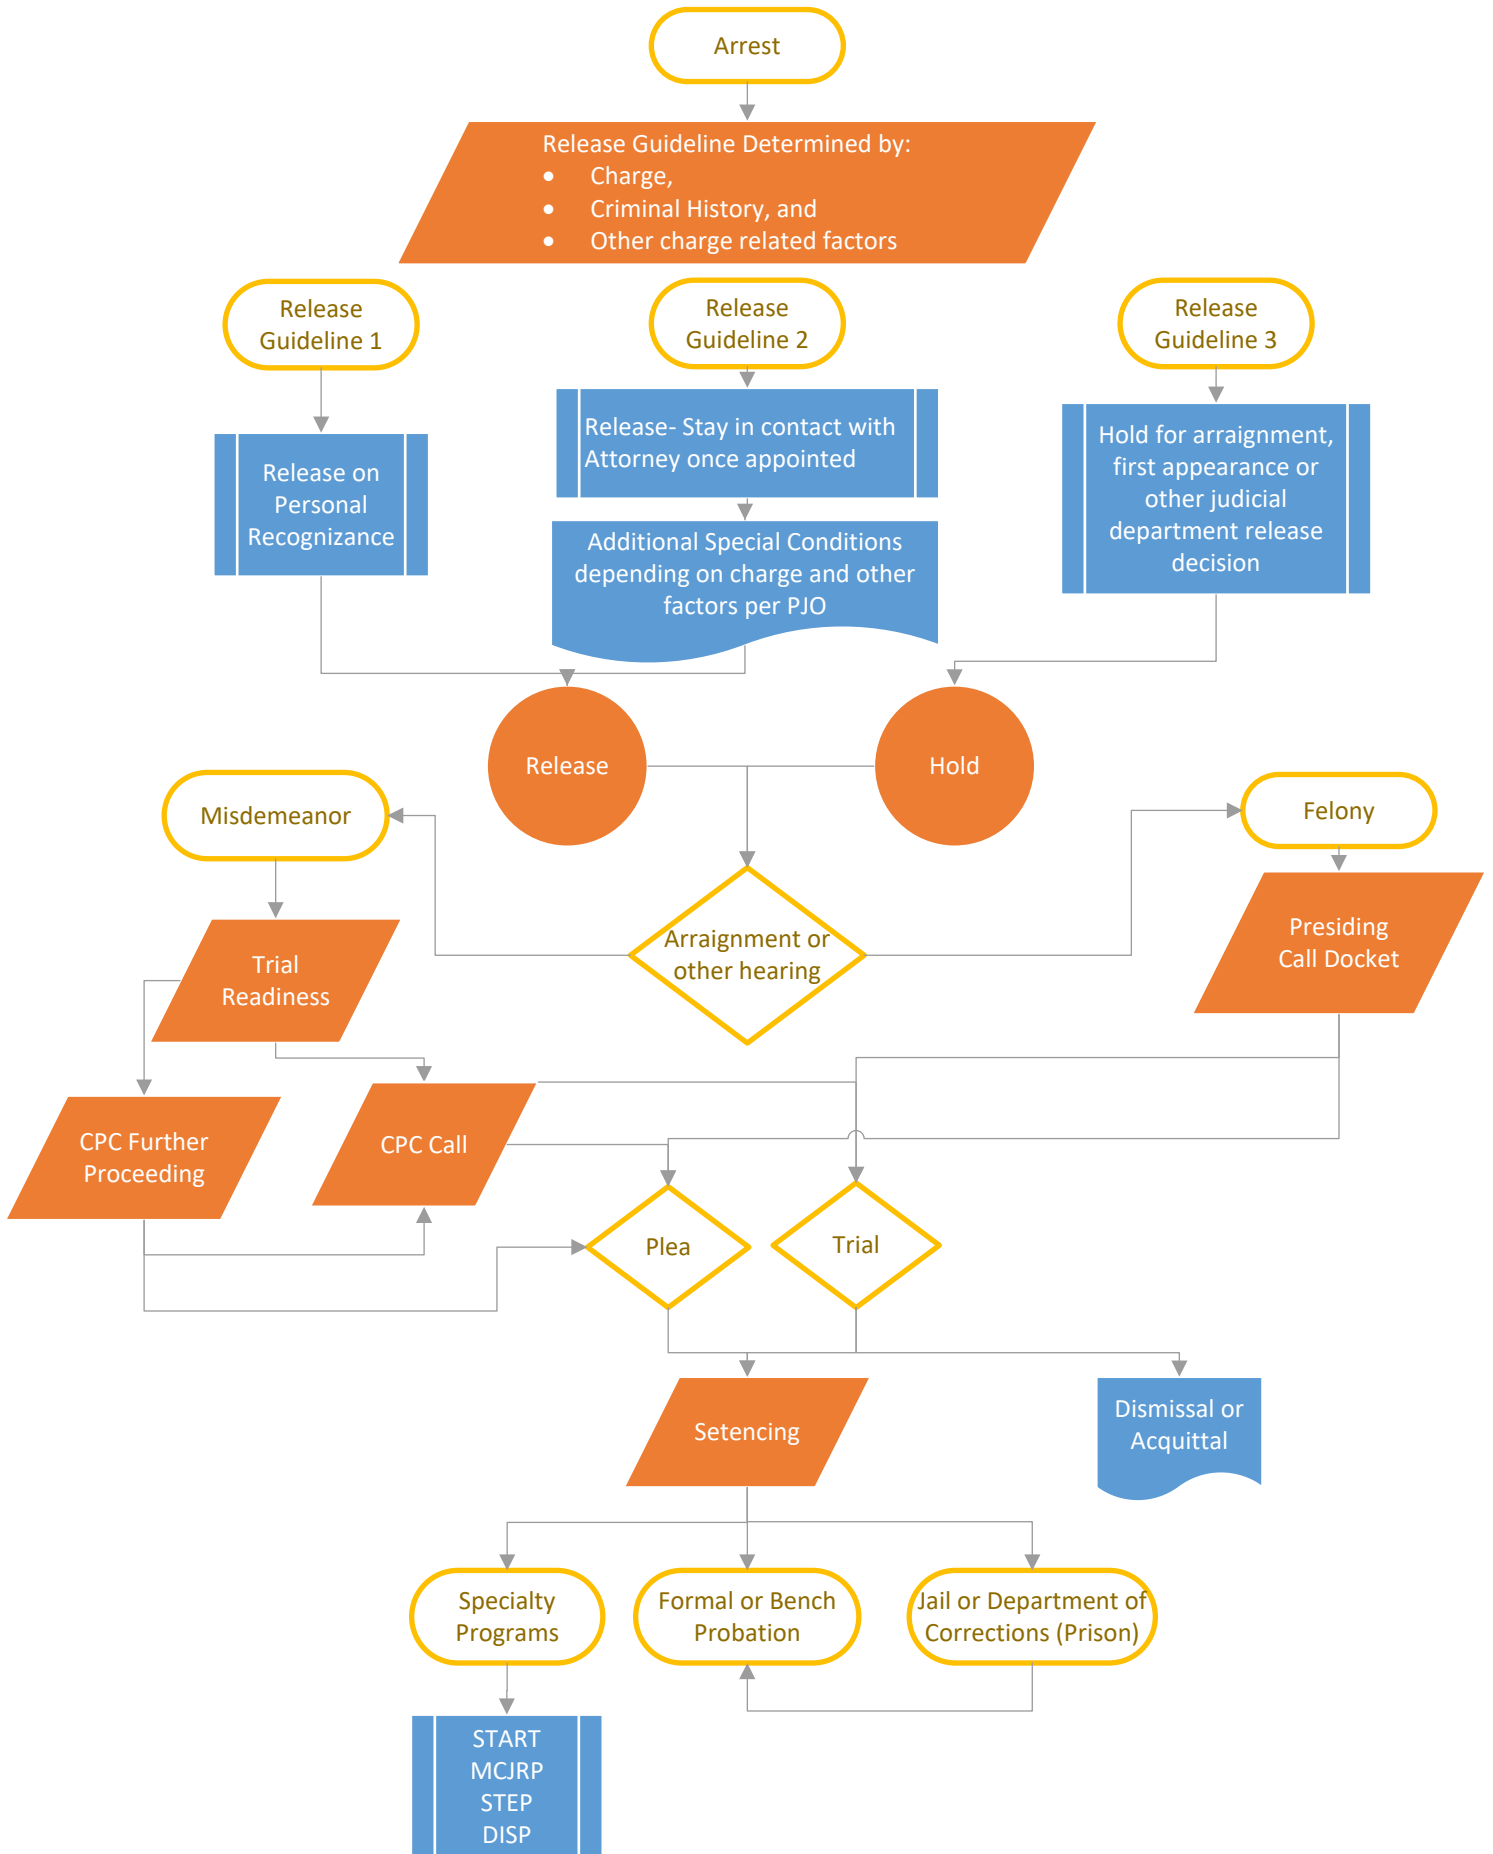 Arrest
Release Guideline Determined by:
• Charge,
• Criminal History, and
• Other charge related factors
Release
Guideline 1
Release
Guideline 2
Release
Guideline 3
Release on
Personal
Recognizance
Release- Stay in contact with
Attorney once appointed
Hold for arraignment,
first appearance or
other judicial
department release
decision
Additional Special Conditions
depending on charge and other
factors per PJO
Release
Hold
Misdemeanor
Felony
Arraignment or
other hearing
Trial
Readiness
Presiding
Call Docket
CPC Further
Proceeding
CPC Call
Plea
Trial
Setencing
Dismissal or
Acquittal
Specialty
Programs
Formal or Bench
Probation
Jail or Department of
Corrections (Prison)
START
MCJRP
STEP
DISP